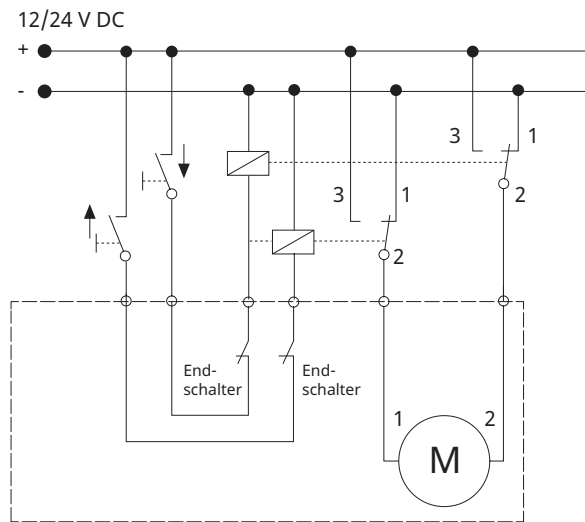 12/24 V DC
+
-
3
1
2
3
1
2
End-
schalter
End-
schalter
1
2
M